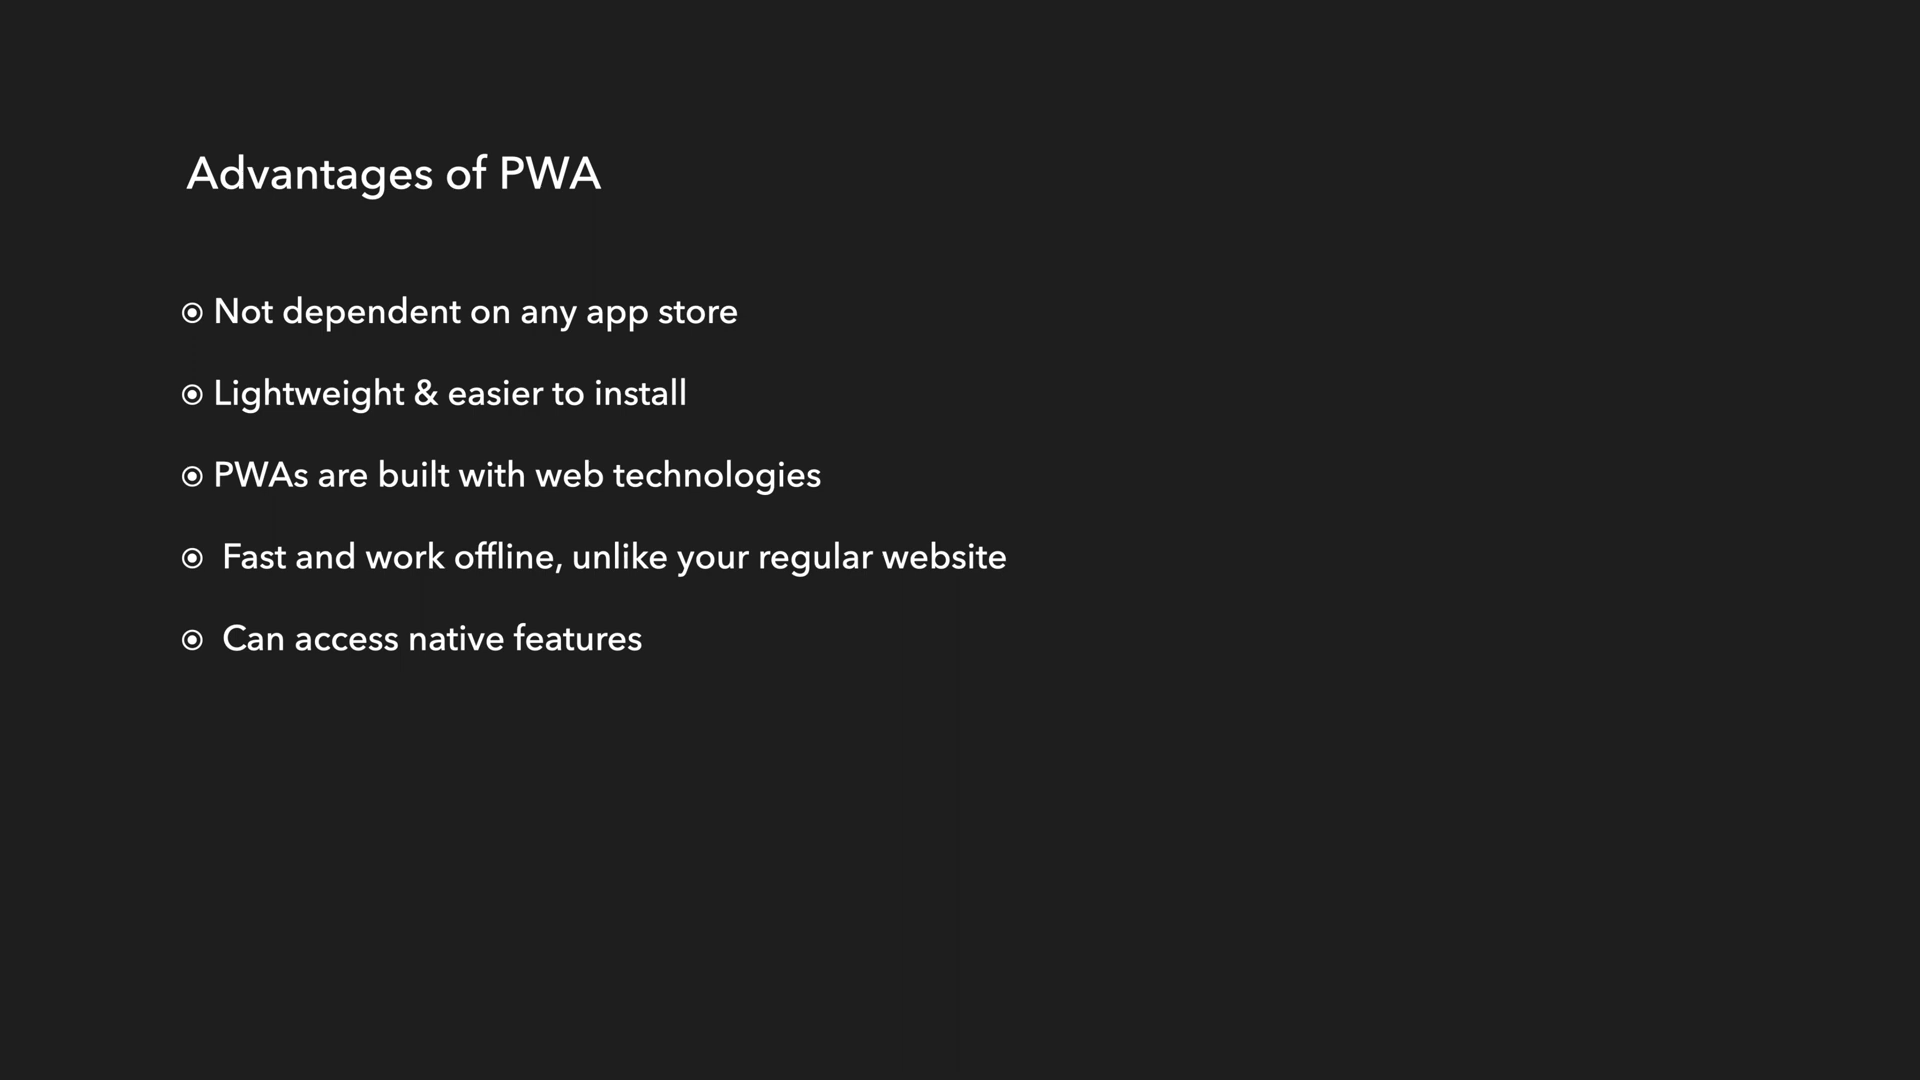 Advantages of PWA
Not dependent on any app store
Lightweight & easier to install
PWAs are built with web technologies
Fast and work offline, unlike your regular website
Can access native features